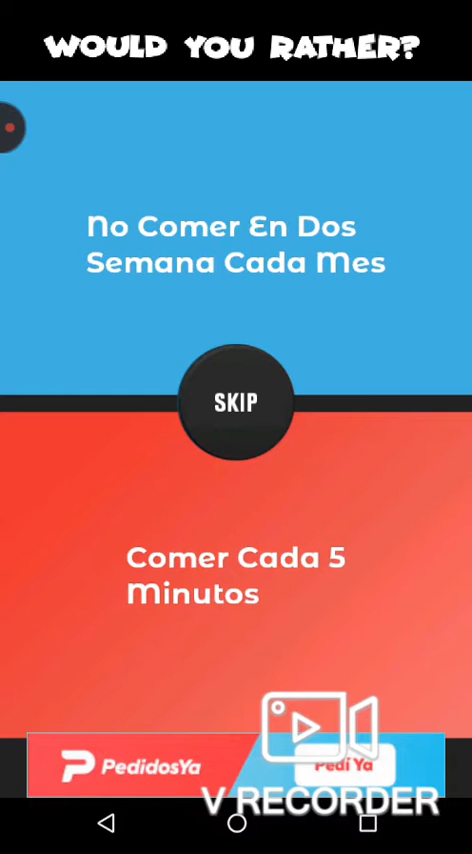 WOULD YOU RATHER?
No Comer En Dos
Semana Cada Mes
SKIP
Comer Cada 5
Minutos
PedidosYa
Pedí Ya
V RECORDER